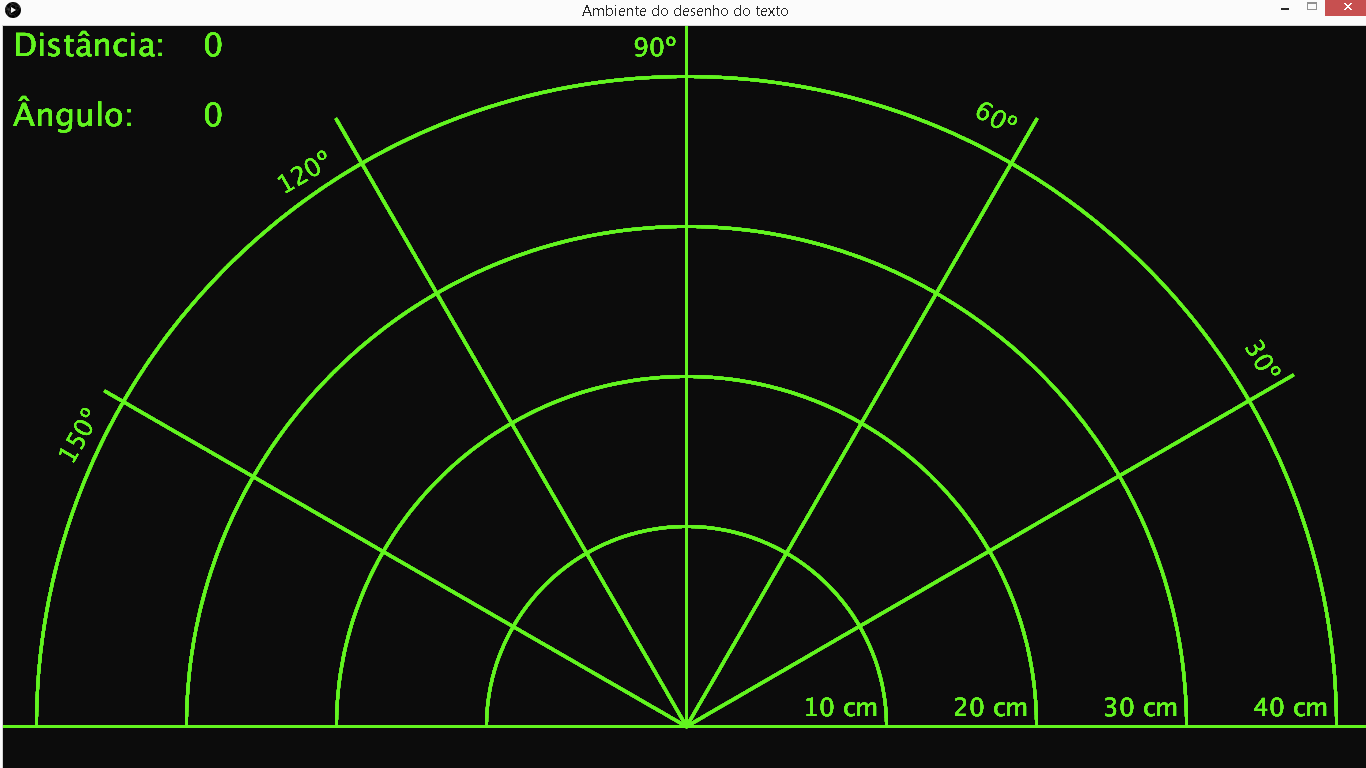 Ambiente do desenho do texto
Distância: 0
90º
Ângulo: 0
60º
120º
30º
150º
10 cm 20 cm 30 cm 40 cm